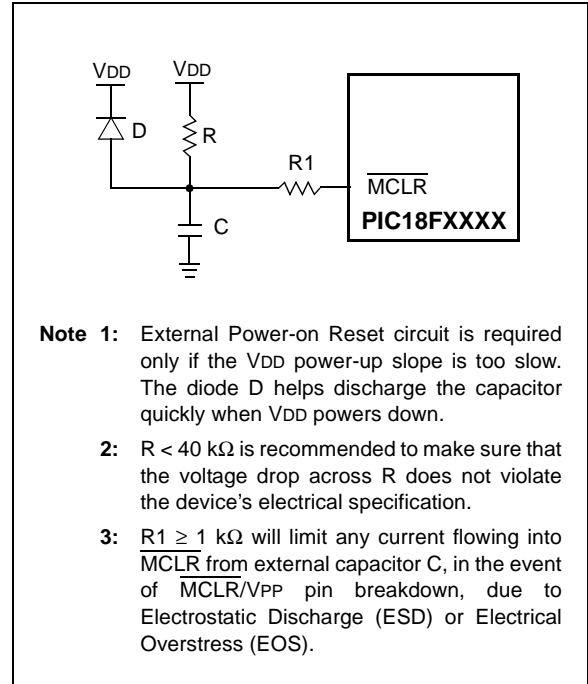 VDD VDD
D
R
R1
MCLR
PIC18FXXXX
C
Note 1: External Power-on Reset circuit is required
only if the VDD power-up slope is too slow.
The diode D helps discharge the capacitor
quickly when VDD powers down.
2: R < 40 kΩ is recommended to make sure that
the voltage drop across R does not violate
the device's electrical specification.
3: R1 ≥ 1 kΩ will limit any current flowing into
MCLR from external capacitor C, in the event
of MCLR/VPP pin breakdown, due to
Electrostatic Discharge (ESD) or Electrical
Overstress (EOS).